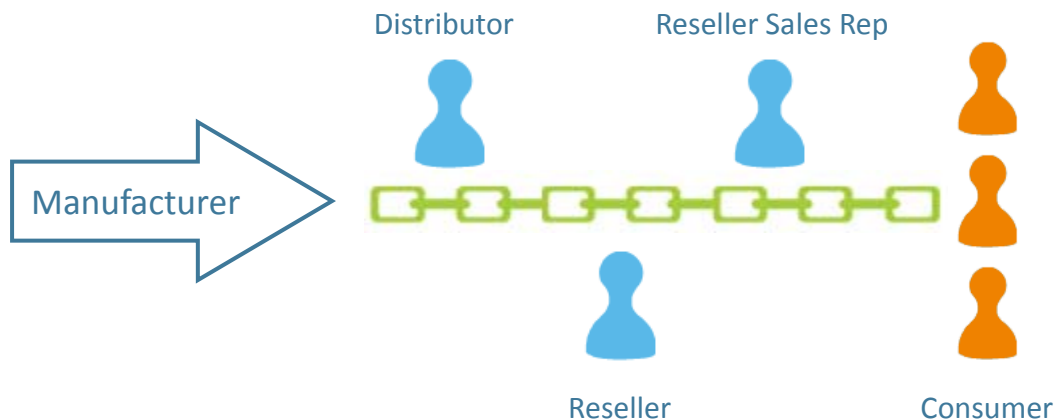 Distributor
Reseller Sales Rep
Manufacturer
Reseller
Consumer